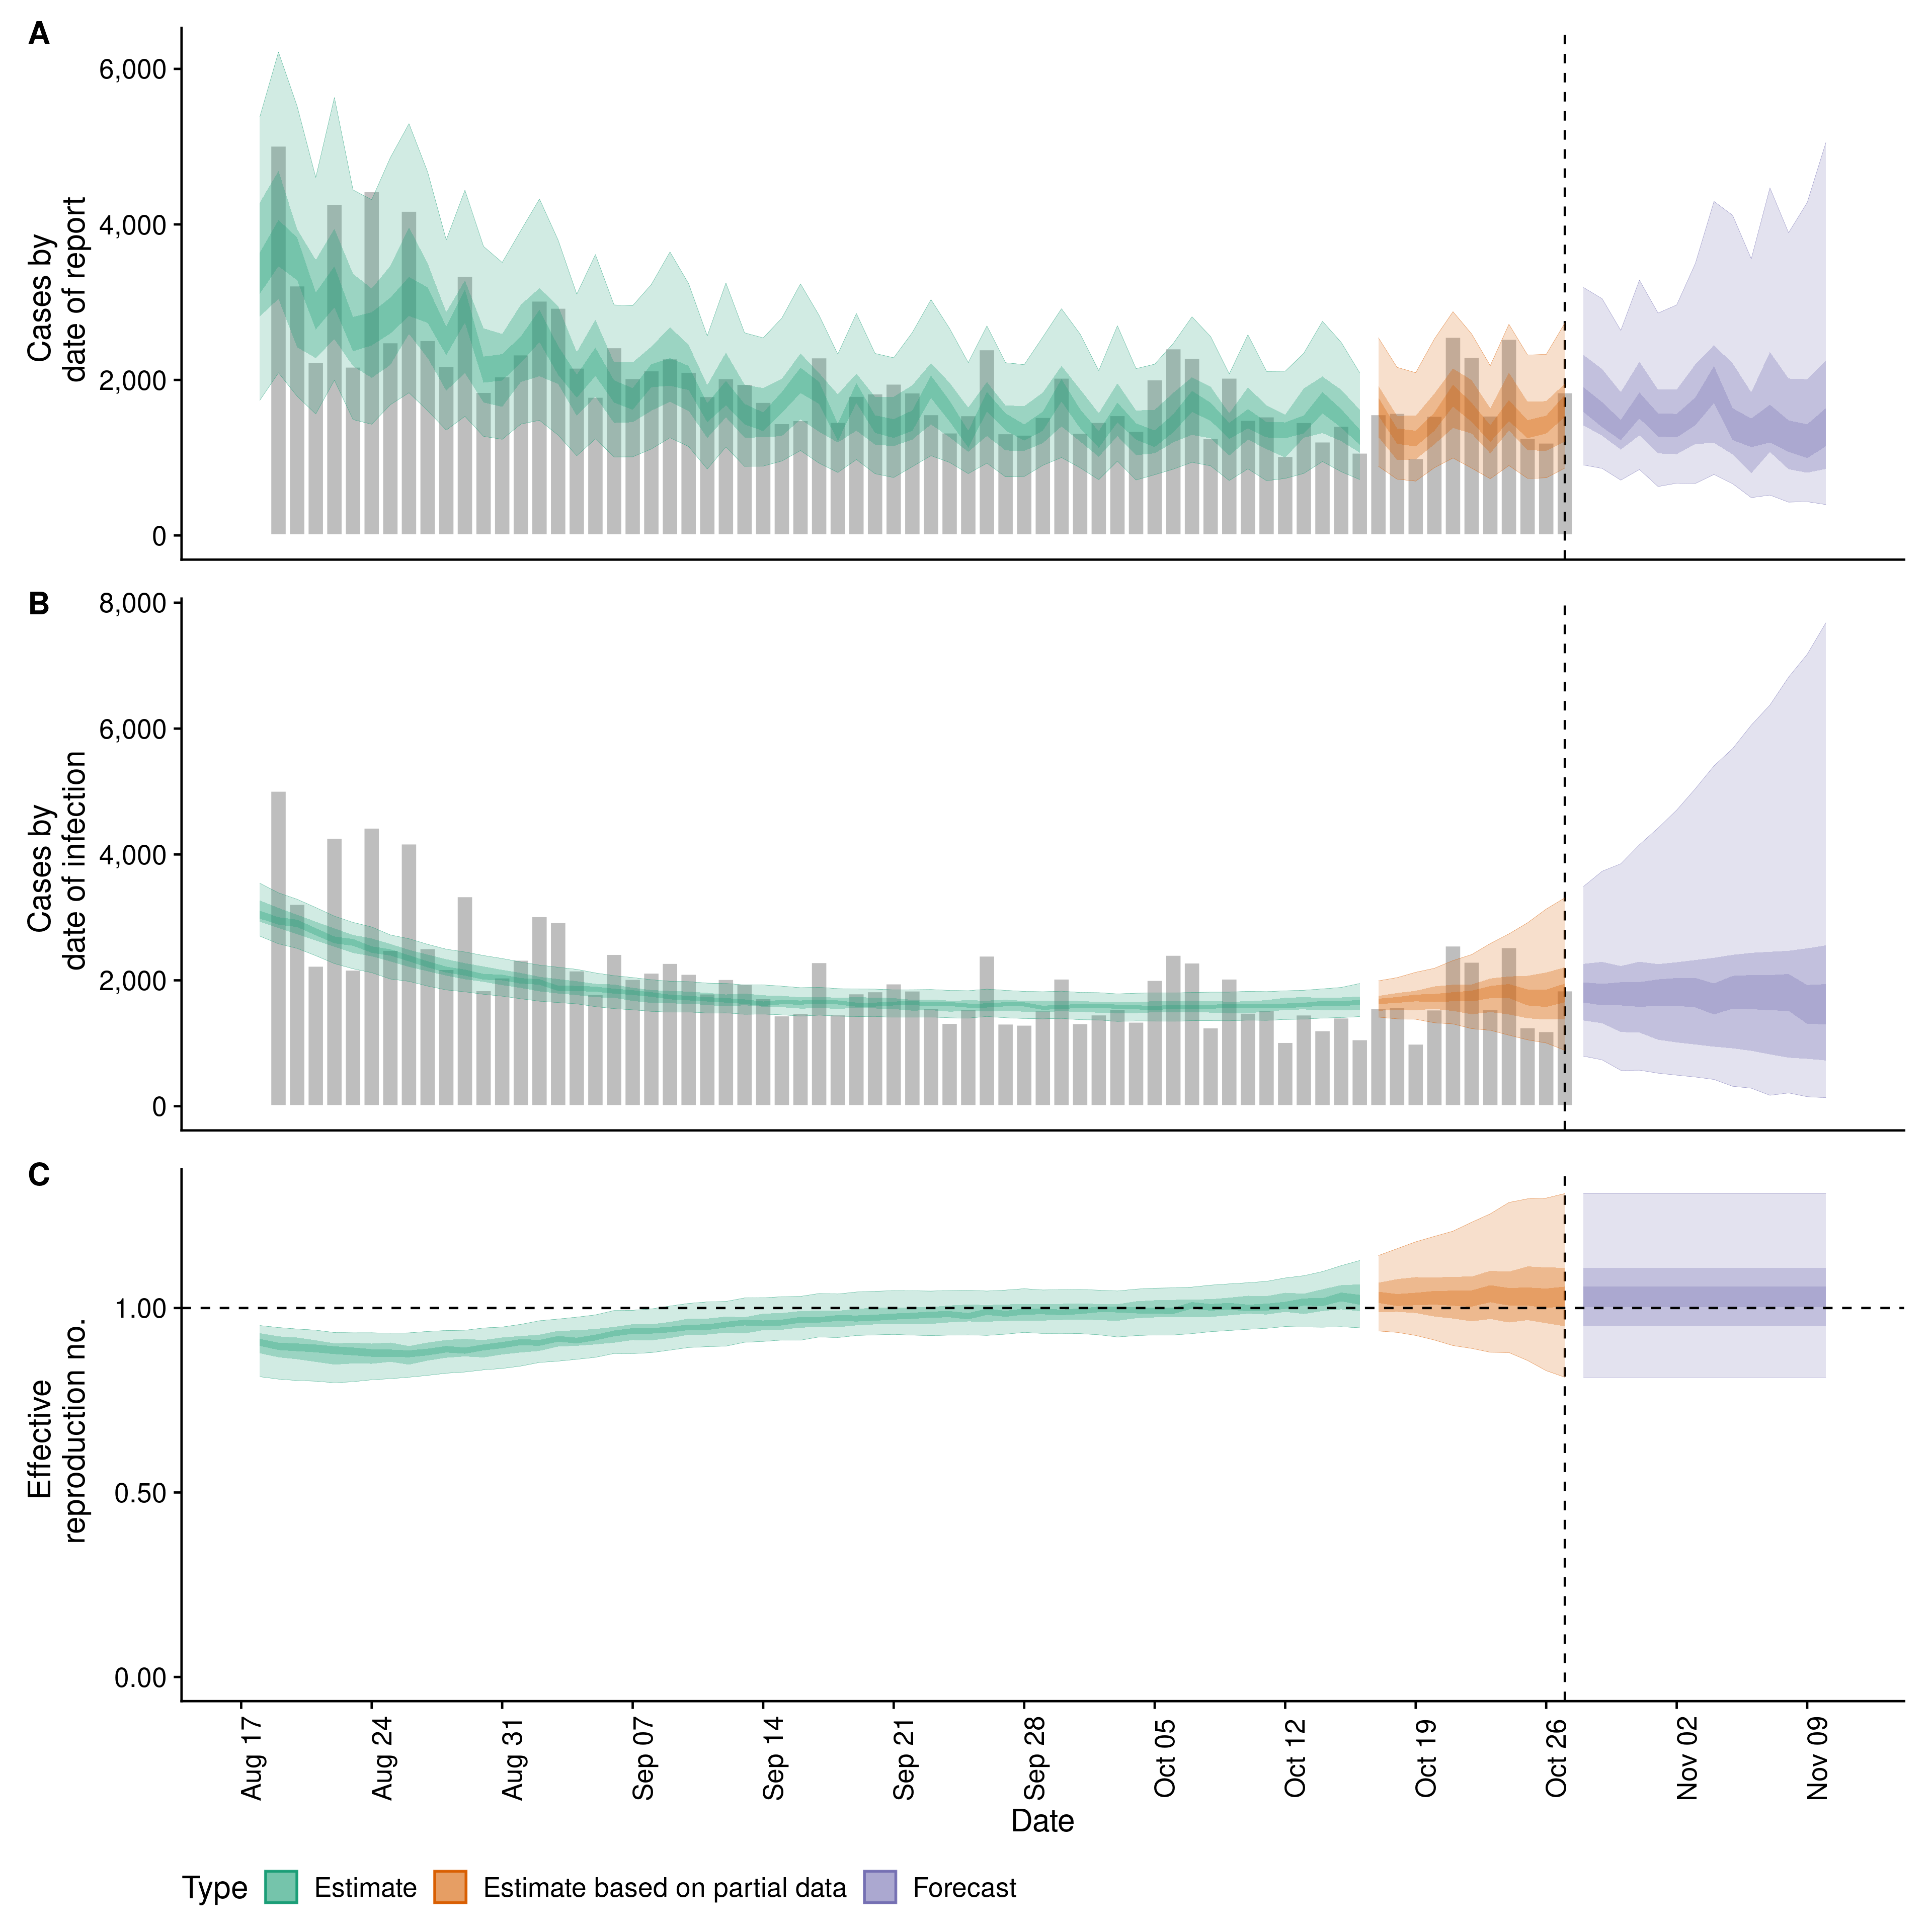 A
6,000
4,000
2,000
0
Cases by
date of report
B
8,000
6,000
4,000
2,000
0
Cases by
date of infection
C
1.00
0.50
0.00
Effective
reproduction no.
Aug 17
Aug 24
Aug 31
Sep 07
Sep 14
Sep 21
Sep 28
Oct 05
Oct 12
Oct 19
Oct 26
Nov 02
Nov 09
Date
Type Estimate Estimate based on partial data Forecast